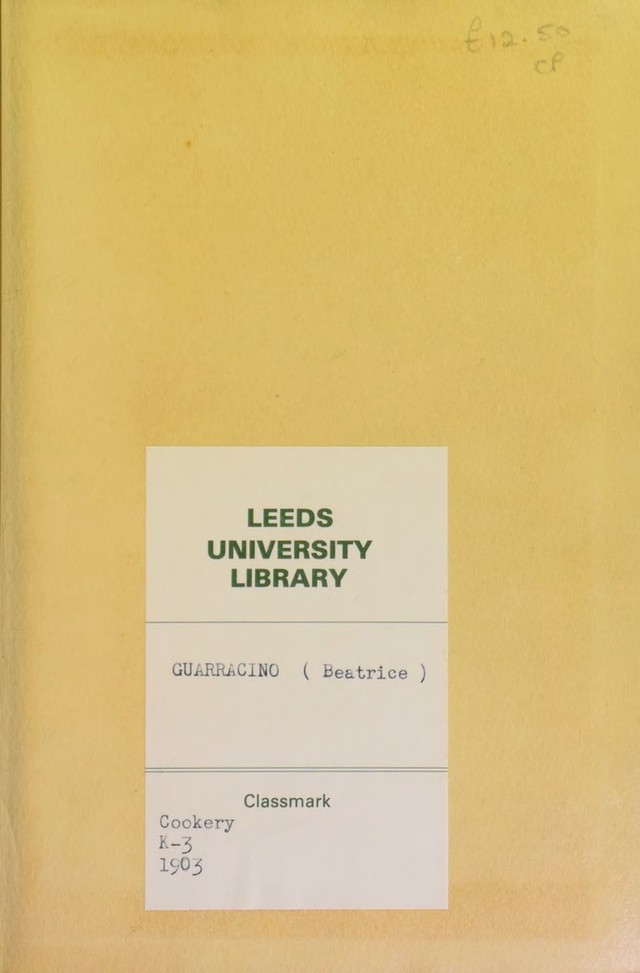 £12.50
CP
LEEDS
UNIVERSITY
LIBRARY
GUARRACINO ( Beatrice )
Classmark
Cookery
K-3
1903